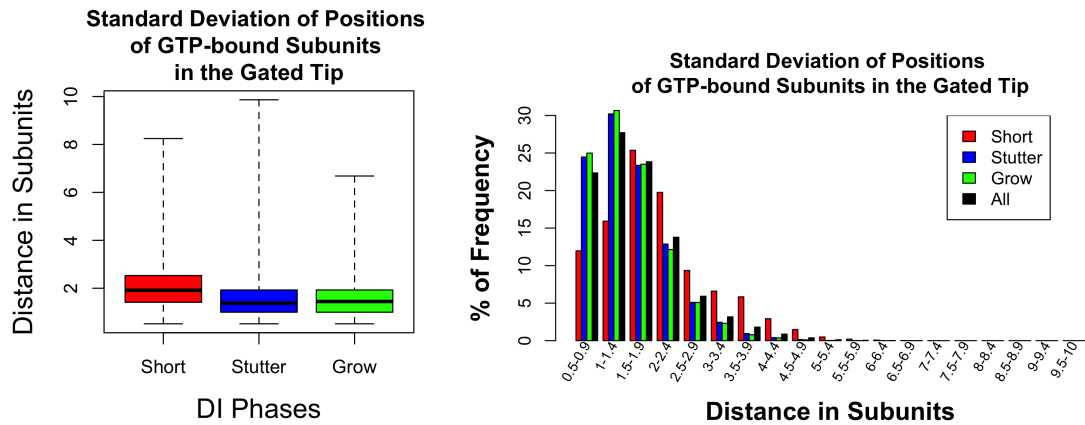 Standard Deviation of Positions
of GTP-bound Subunits
in the Gated Tip
Distance in Subunits
10
8
6
4
2
Short Stutter Grow
DI Phases
Standard Deviation of Positions
of GTP-bound Subunits in the Gated Tip
% of Frequency
30
25
20
15
10
5
0
Short
Stutter
Grow
All
0.5-0.9 1-1.4 1.5-1.9 2-2.4 2.5-2.9 3-3.4 3.5-3.9 4-4.4 4.5-4.9 5-5.4 5.5-5.9 6-6.4 6.5-6.9 7-7.4 7.5-7.9 8-8.4 8.5-8.9 9-9.4 9.5-10
Distance in Subunits